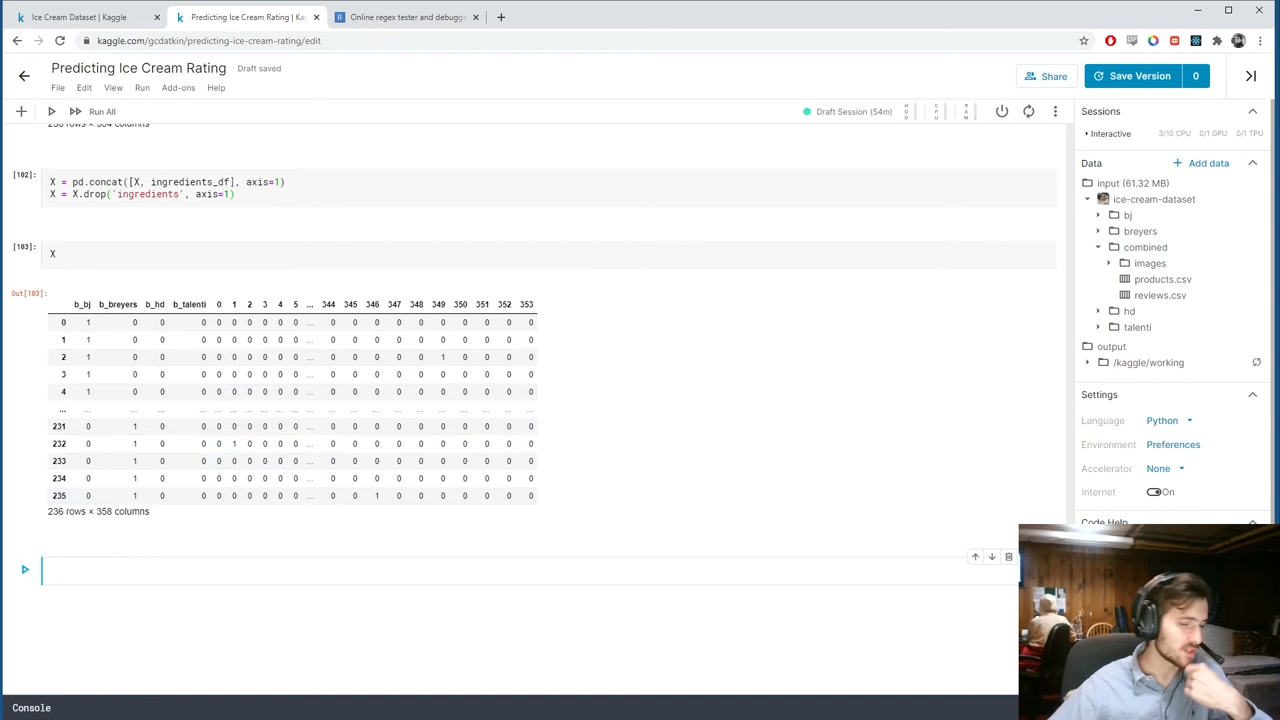 Ice Cream Dataset | Kaggle
Predicting Ice Cream Rating | Ka
Online regex tester and debugge
kaggle.com/gcdatkin/predicting-ice-cream-rating/edit
Predicting Ice Cream Rating
Draft saved
Share
Save Version
0
File Edit View Run Add-ons Help
Run All
Draft Session (54m)
HDD
CPU
RAM
236 rows × 354 columns
[102]:
X = pd.concat([X, ingredients_df], axis=1)
X = X.drop('ingredients', axis=1)
[103]:
X
Out[103]:
b_bj b_breyers b_hd b_talenti 0 1 2 3 4 5 ... 344 345 346 347 348 349 350 351 352 353
0 1 0 0 0 0 0 0 0 0 0 ... 0 0 0 0 0 0 0 0 0 0
1 1 0 0 0 0 0 0 0 0 0 ... 0 0 0 0 0 0 0 0 0 0
2 1 0 0 0 0 0 0 0 0 0 ... 0 0 0 0 0 1 0 0 0 0
3 1 0 0 0 0 0 0 0 0 0 ... 0 0 0 0 0 0 0 0 0 0
4 1 0 0 0 0 0 0 0 0 0 ... 0 0 0 0 0 0 0 0 0 0
... ... ... ... ... ... ... ... ... ... ... ... ... ... ... ... ... ... ... ... ... ...
231 0 1 0 0 0 0 0 0 0 0 ... 0 0 0 0 0 0 0 0 0 0
232 0 1 0 0 0 1 0 0 0 0 ... 0 0 0 0 0 0 0 0 0 0
233 0 1 0 0 0 0 0 0 0 0 ... 0 0 0 0 0 0 0 0 0 0
234 0 1 0 0 0 0 0 0 0 0 ... 0 0 0 0 0 0 0 0 0 0
235 0 1 0 0 0 0 0 0 0 0 ... 0 0 1 0 0 0 0 0 0 0
236 rows × 358 columns
Console
Sessions
Interactive 3/10 CPU 0/1 GPU 0/1 TPU
Data
+ Add data
input (61.32 MB)
ice-cream-dataset
bj
breyers
combined
images
products.csv
reviews.csv
hd
talenti
output
/kaggle/working
Settings
Language Python
Environment Preferences
Accelerator None
Internet On
Code Help